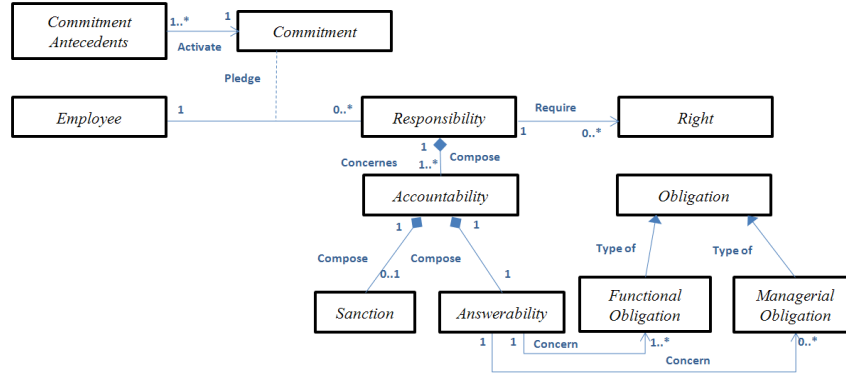 Commitment
Antecedents
1..*
1
Activate
Commitment
Pledge
Employee
1
0..*
Responsibility
Require
1
0..*
Right
1
Concernes
1..*
Compose
Accountability
Obligation
1
1
Compose
0..1
Compose
1
Type of
Type of
Sanction
Answerability
Functional
Obligation
Managerial
Obligation
1
1
Concern
1..*
0..*
Concern